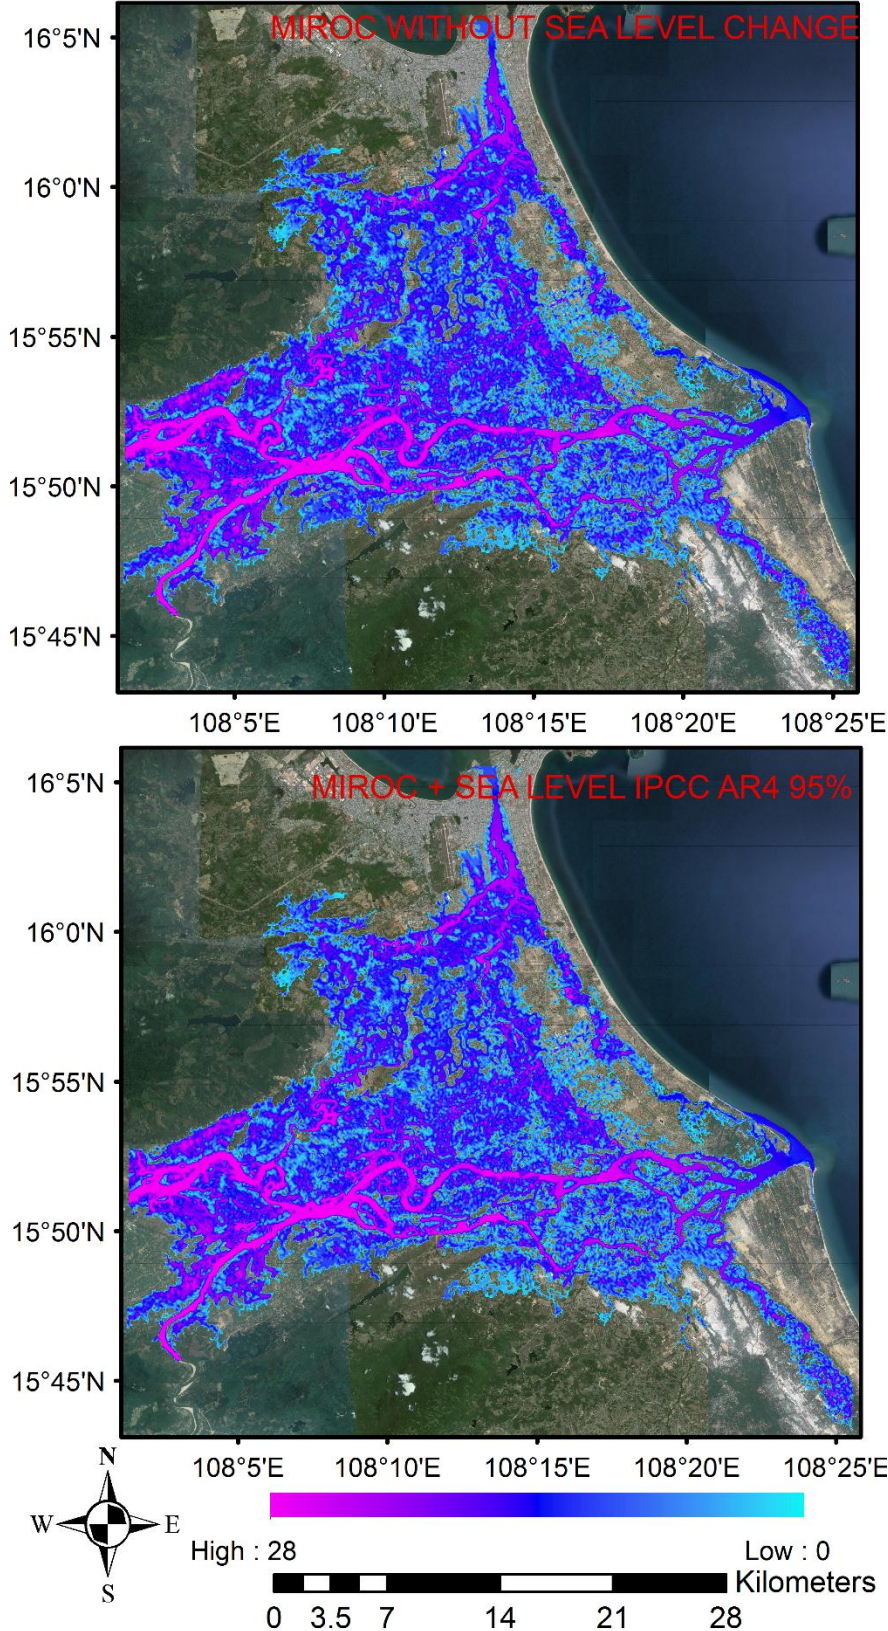 MIROC WITHOUT SEA LEVEL CHANGE
16°5'N
16°0'N
15°55'N
15°50'N
15°45'N
108°5'E 108°10'E 108°15'E 108°20'E 108°25'E
MIROC + SEA LEVEL IPCC AR4 95%
16°5'N
16°0'N
15°55'N
15°50'N
15°45'N
108°5'E 108°10'E 108°15'E 108°20'E 108°25'E
N
W E
S
High : 28 Low : 0
Kilometers
0 3.5 7 14 21 28